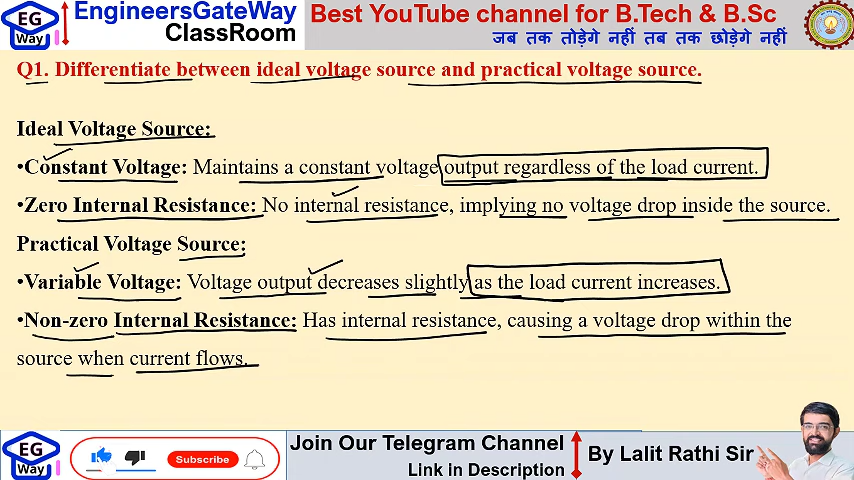 EG
Way
EngineersGateWay
ClassRoom
Best YouTube channel for B.Tech & B.Sc
जब तक तोड़ेगे नहीं तब तक छोड़ेगे नहीं
Q1. Differentiate between ideal voltage source and practical voltage source.
Ideal Voltage Source:
•Constant Voltage: Maintains a constant voltage output regardless of the load current.
•Zero Internal Resistance: No internal resistance, implying no voltage drop inside the source.
Practical Voltage Source:
•Variable Voltage: Voltage output decreases slightly as the load current increases.
•Non-zero Internal Resistance: Has internal resistance, causing a voltage drop within the
source when current flows.
EG
Way
Subscribe
Join Our Telegram Channel
Link in Description
By Lalit Rathi Sir